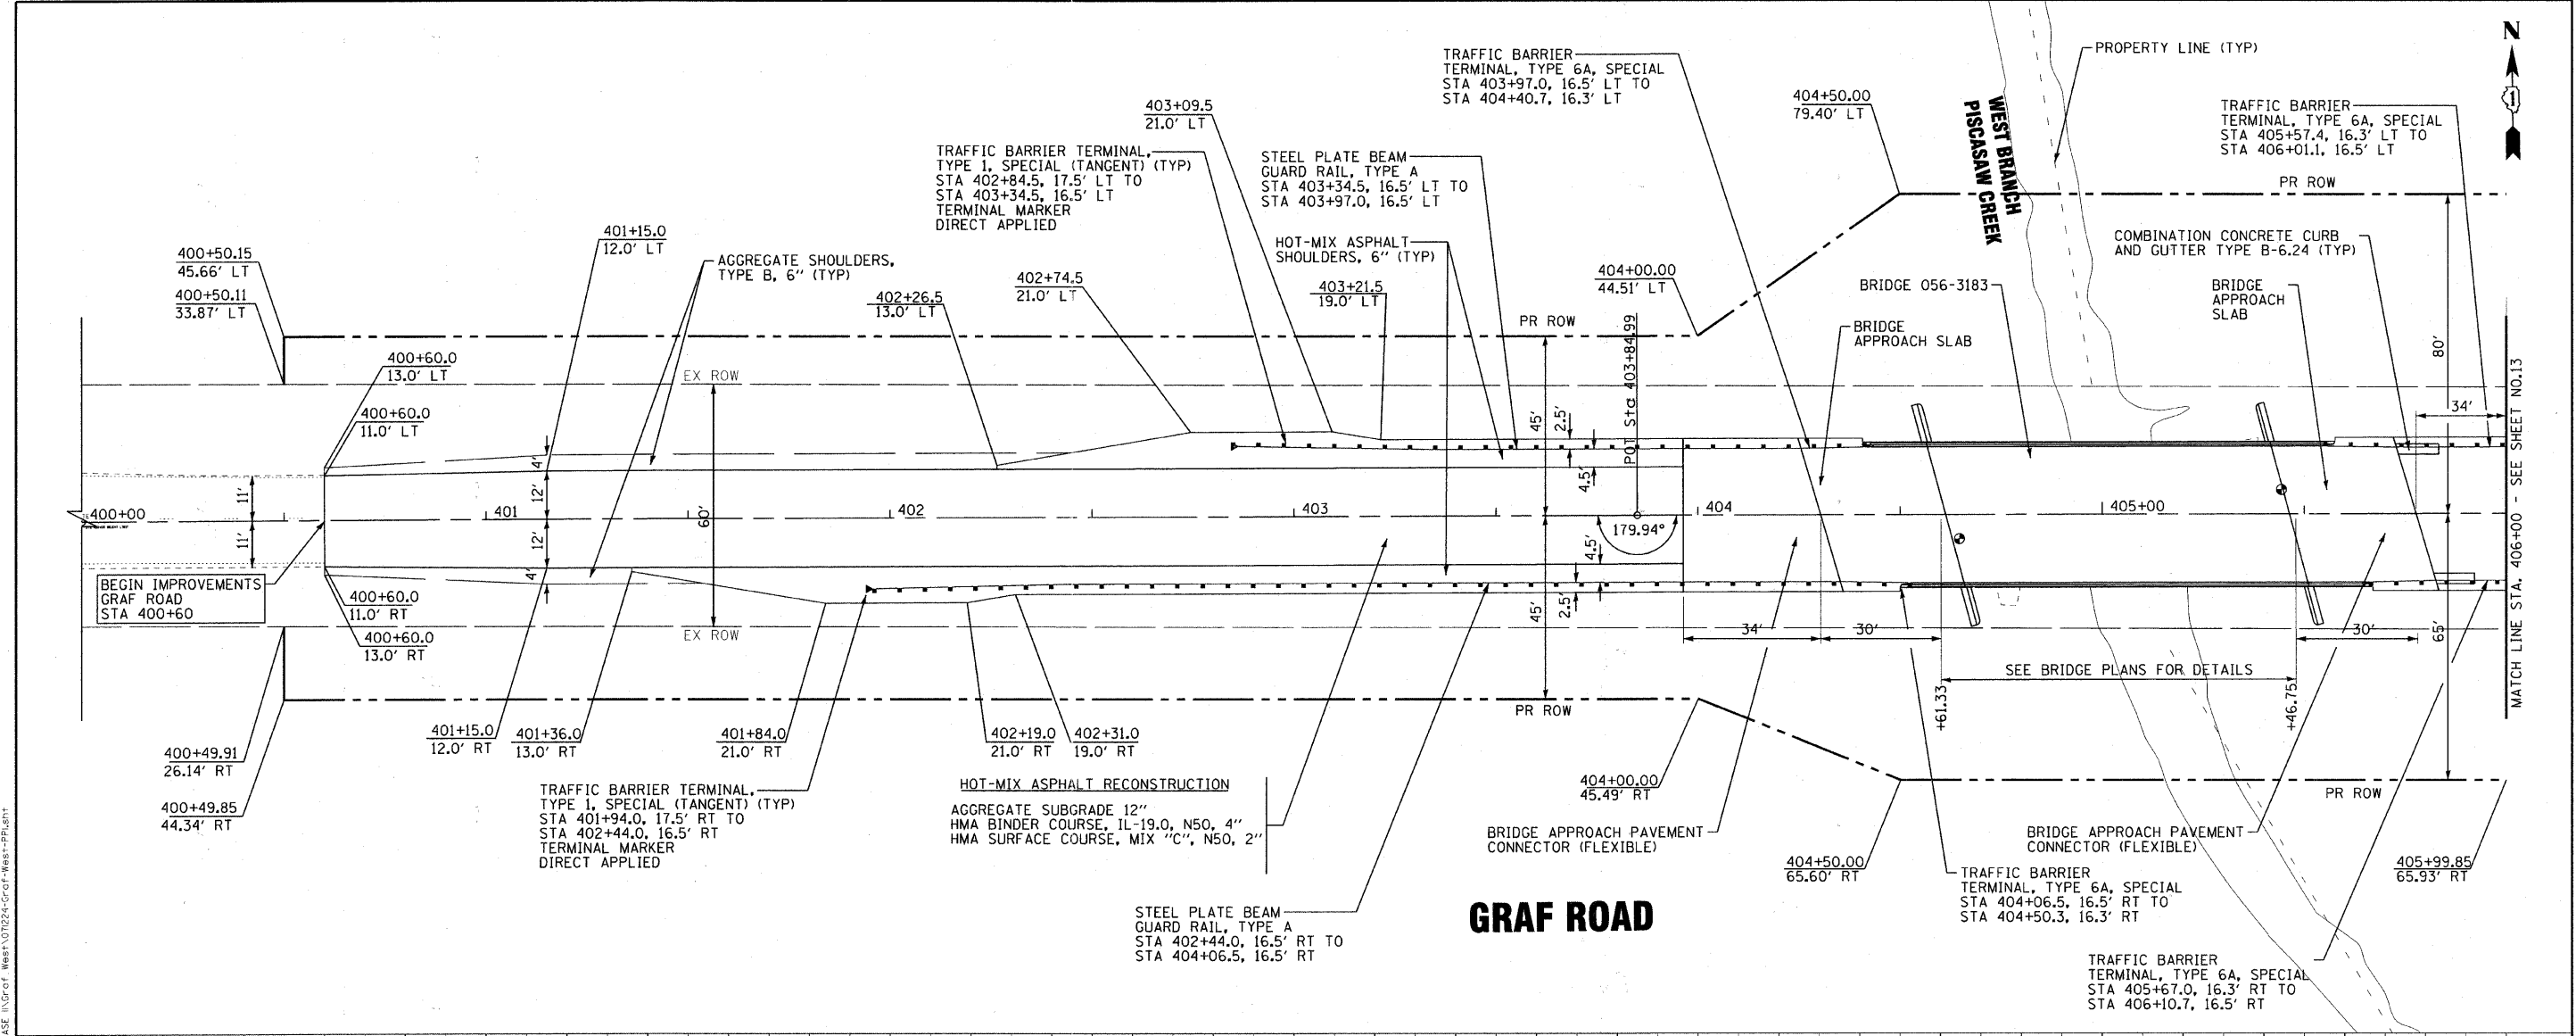 N
TRAFFIC BARRIER
TERMINAL, TYPE 6A, SPECIAL
STA 403+97.0, 16.5' LT TO
STA 404+40.7, 16.3' LT
PROPERTY LINE (TYP)
404+50.00
79.40' LT
WEST BRANCH
PISCASAW CREEK
TRAFFIC BARRIER
TERMINAL, TYPE 6A, SPECIAL
STA 405+57.4, 16.3' LT TO
STA 406+01.1, 16.5' LT
403+09.5
21.0' LT
TRAFFIC BARRIER TERMINAL,
TYPE 1, SPECIAL (TANGENT) (TYP)
STA 402+84.5, 17.5' LT TO
STA 403+34.5, 16.5' LT
TERMINAL MARKER
DIRECT APPLIED
STEEL PLATE BEAM
GUARD RAIL, TYPE A
STA 403+34.5, 16.5' LT TO
STA 403+97.0, 16.5' LT
PR ROW
401+15.0
12.0' LT
400+50.15
45.66' LT
400+50.11
33.87' LT
AGGREGATE SHOULDERS,
TYPE B, 6" (TYP)
402+26.5
13.0' LT
402+74.5
21.0' LT
HOT-MIX ASPHALT
SHOULDERS, 6" (TYP)
403+21.5
19.0' LT
404+00.00
44.51' LT
COMBINATION CONCRETE CURB
AND GUTTER TYPE B-6.24 (TYP)
BRIDGE 056-3183
BRIDGE
APPROACH
SLAB
BRIDGE
APPROACH SLAB
PR ROW
POT Sta 403+84.99
80'
400+60.0
13.0' LT
400+60.0
11.0' LT
EX ROW
45'
2.5'
4.5'
34'
MATCH LINE STA. 406+00 - SEE SHEET NO.13
400+00
11'
11'
401
4'
12'
12'
4'
60'
402
403
179.94°
404
405+00
BEGIN IMPROVEMENTS
GRAF ROAD
STA 400+60
400+60.0
11.0' RT
400+60.0
13.0' RT
EX ROW
4.5'
2.5'
45'
34'
30'
30'
65'
SEE BRIDGE PLANS FOR DETAILS
+61.33
+46.75
PR ROW
400+49.91
26.14' RT
400+49.85
44.34' RT
401+15.0
12.0' RT
401+36.0
13.0' RT
401+84.0
21.0' RT
402+19.0
21.0' RT
402+31.0
19.0' RT
TRAFFIC BARRIER TERMINAL,
TYPE 1, SPECIAL (TANGENT) (TYP)
STA 401+94.0, 17.5' RT TO
STA 402+44.0, 16.5' RT
TERMINAL MARKER
DIRECT APPLIED
HOT-MIX ASPHALT RECONSTRUCTION
AGGREGATE SUBGRADE 12"
HMA BINDER COURSE, IL-19.0, N50, 4"
HMA SURFACE COURSE, MIX "C", N50, 2"
404+00.00
45.49' RT
PR ROW
BRIDGE APPROACH PAVEMENT
CONNECTOR (FLEXIBLE)
BRIDGE APPROACH PAVEMENT
CONNECTOR (FLEXIBLE)
404+50.00
65.60' RT
405+99.85
65.93' RT
TRAFFIC BARRIER
TERMINAL, TYPE 6A, SPECIAL
STA 404+06.5, 16.5' RT TO
STA 404+50.3, 16.3' RT
STEEL PLATE BEAM
GUARD RAIL, TYPE A
STA 402+44.0, 16.5' RT TO
STA 404+06.5, 16.5' RT
GRAF ROAD
TRAFFIC BARRIER
TERMINAL, TYPE 6A, SPECIAL
STA 405+67.0, 16.3' RT TO
STA 406+10.7, 16.5' RT